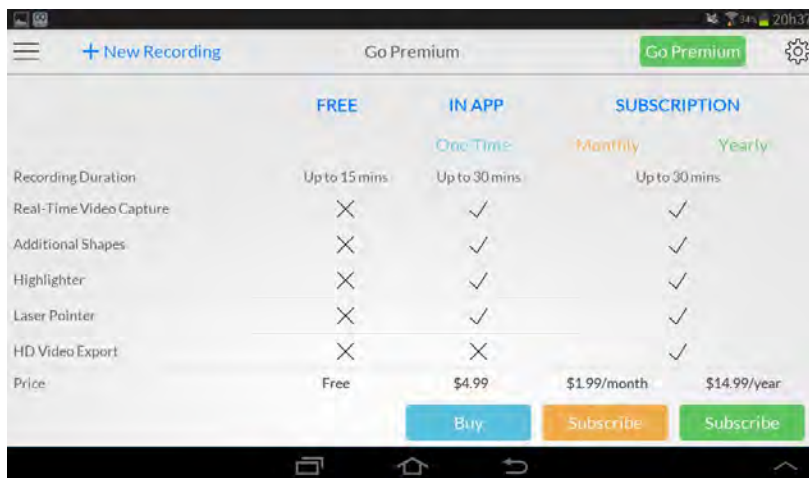 34% 20h37
+ New Recording Go Premium Go Premium
FREE IN APP SUBSCRIPTION
One Time Monthly Yearly
Recording Duration Up to 15 mins Up to 30 mins Up to 30 mins
Real-Time Video Capture
Additional Shapes
Highlighter
Laser Pointer
HD Video Export
Price Free $4.99 $1.99/month $14.99/year
Buy Subscribe Subscribe